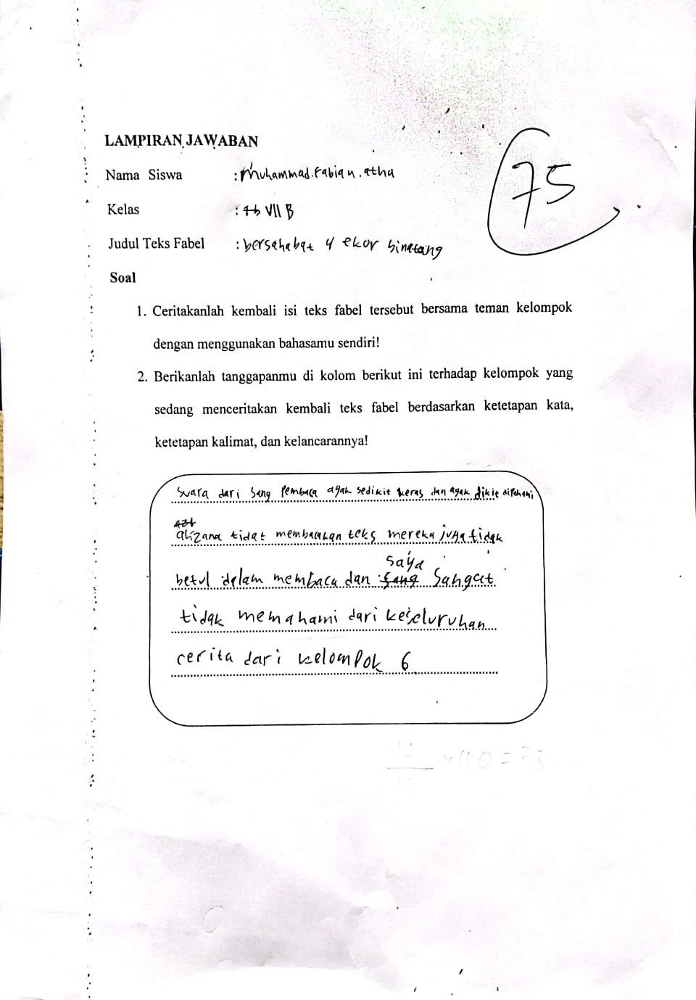 LAMPIRAN JAWABAN
75
Nama Siswa : Muhammad.Fabian.atha
Kelas : VII B
Judul Teks Fabel : bersahabat 4 ekor binatang
Soal
1. Ceritakanlah kembali isi teks fabel tersebut bersama teman kelompok
dengan menggunakan bahasamu sendiri!
2. Berikanlah tanggapanmu di kolom berikut ini terhadap kelompok yang
sedang menceritakan kembali teks fabel berdasarkan ketetapan kata,
ketetapan kalimat, dan kelancarannya!
Suara dari Sang Pembaca agak sedikit keras dan agak dikit difahami
tidak membacakan teks mereka juga tidak
saya
betul dalam membaca dan sangat
tidak memahami dari keseluruhan
cerita dari kelompok 6